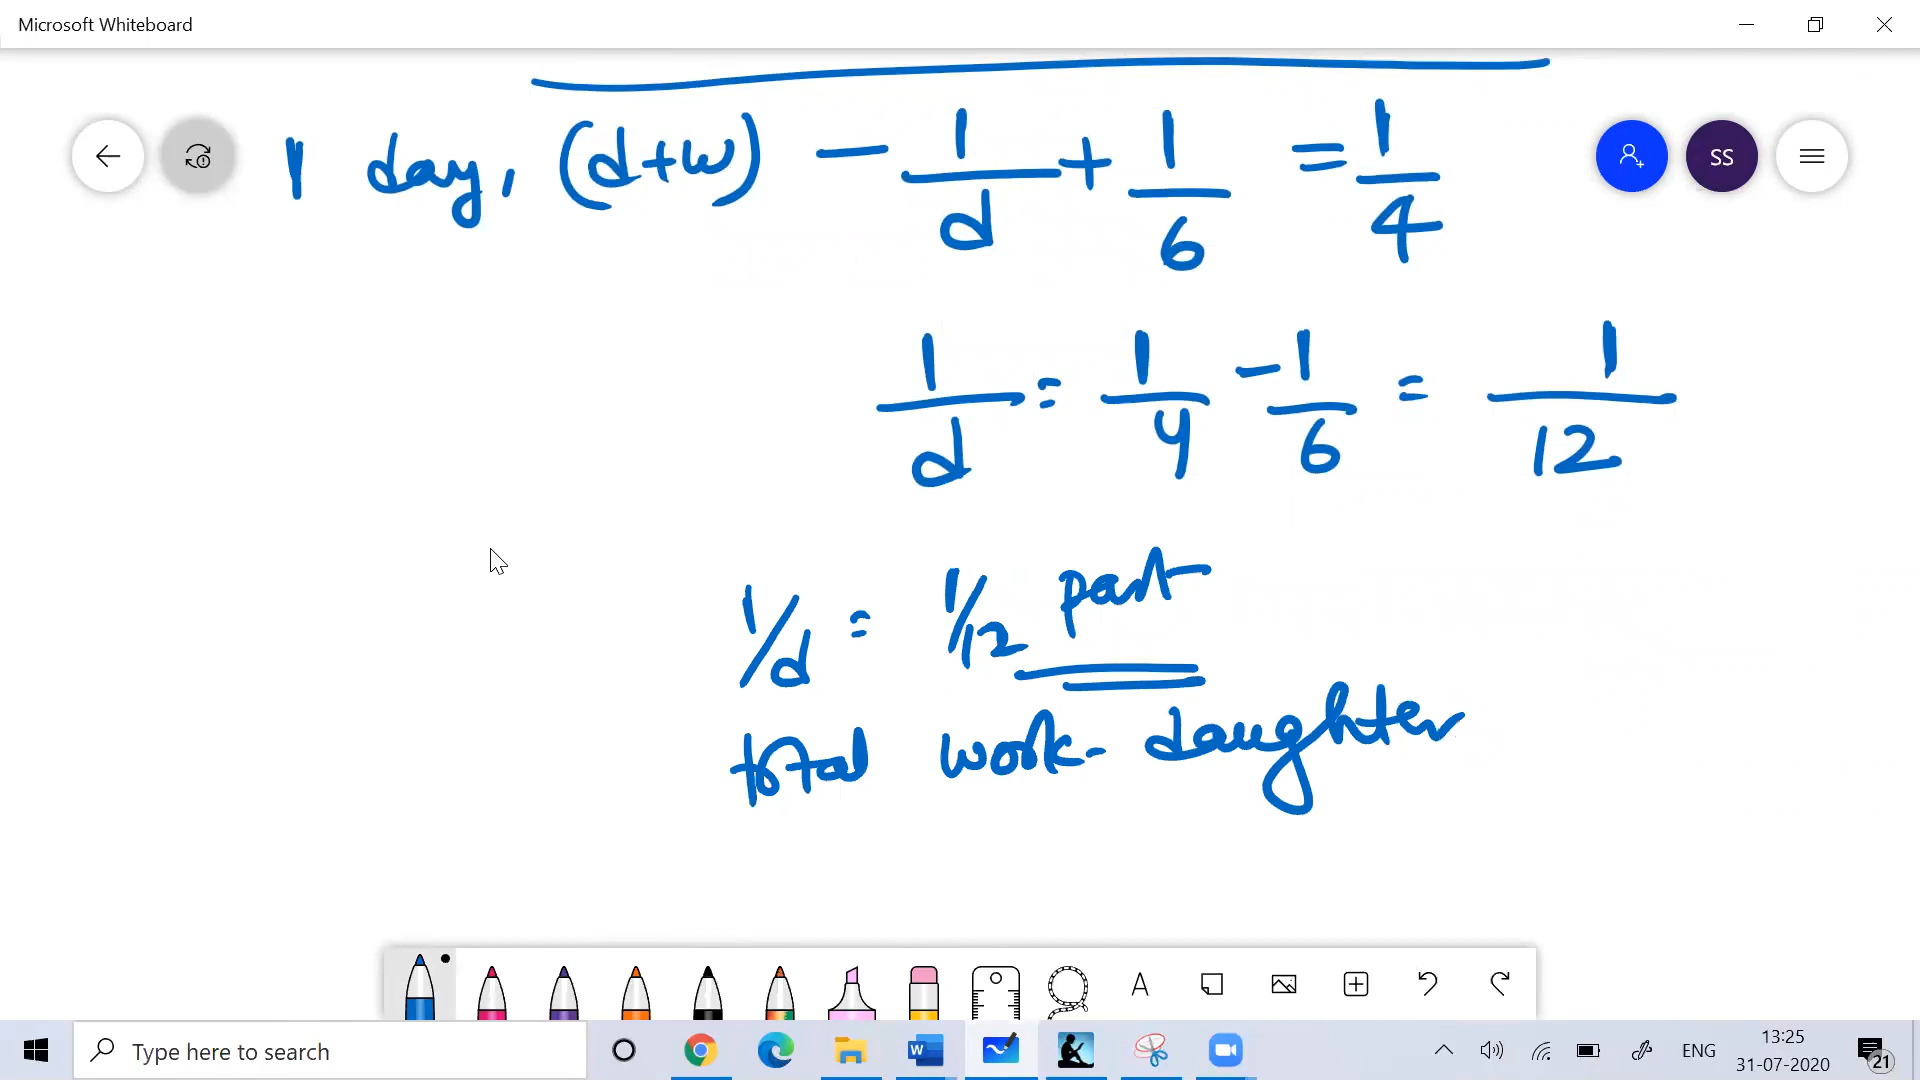 Microsoft Whiteboard
1 day, (d+w) — 1/d + 1/6 = 1/4
SS
1/d = 1/4 - 1/6 = 1/12
1/d = 1/12 part
total work - daughter
A
Type here to search
W
ENG
13:25
31-07-2020
21